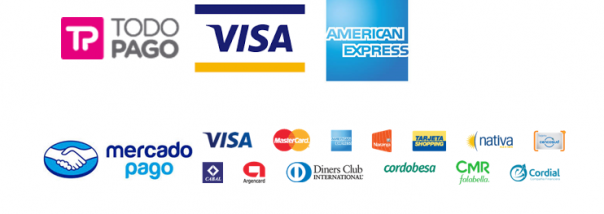 TP TODO
PAGO
VISA
AMERICAN
EXPRESS
mercado
pago
VISA
MasterCard
Naranja
TARJETA
SHOPPING
nativa
CABAL
Argencard
Diners Club
INTERNATIONAL
cordobesa
CMR
falabella.
Cordial